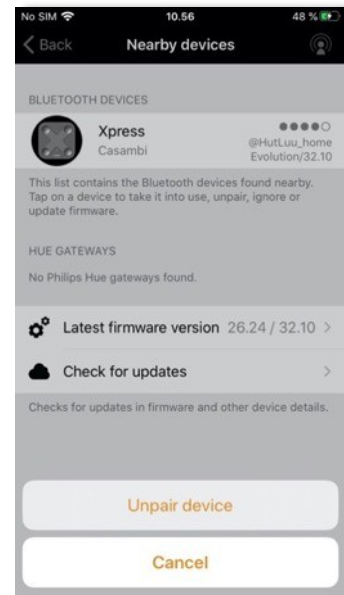 No SIM 10.56 48 %
Back Nearby devices
BLUETOOTH DEVICES
Xpress
Casambi
@HutLuu_home
Evolution/32.10
This list contains the Bluetooth devices found nearby.
Tap on a device to take it into use, unpair, ignore or
update firmware.
HUE GATEWAYS
No Philips Hue gateways found.
Latest firmware version 26.24 / 32.10 >
Check for updates >
Checks for updates in firmware and other device details.
Unpair device
Cancel